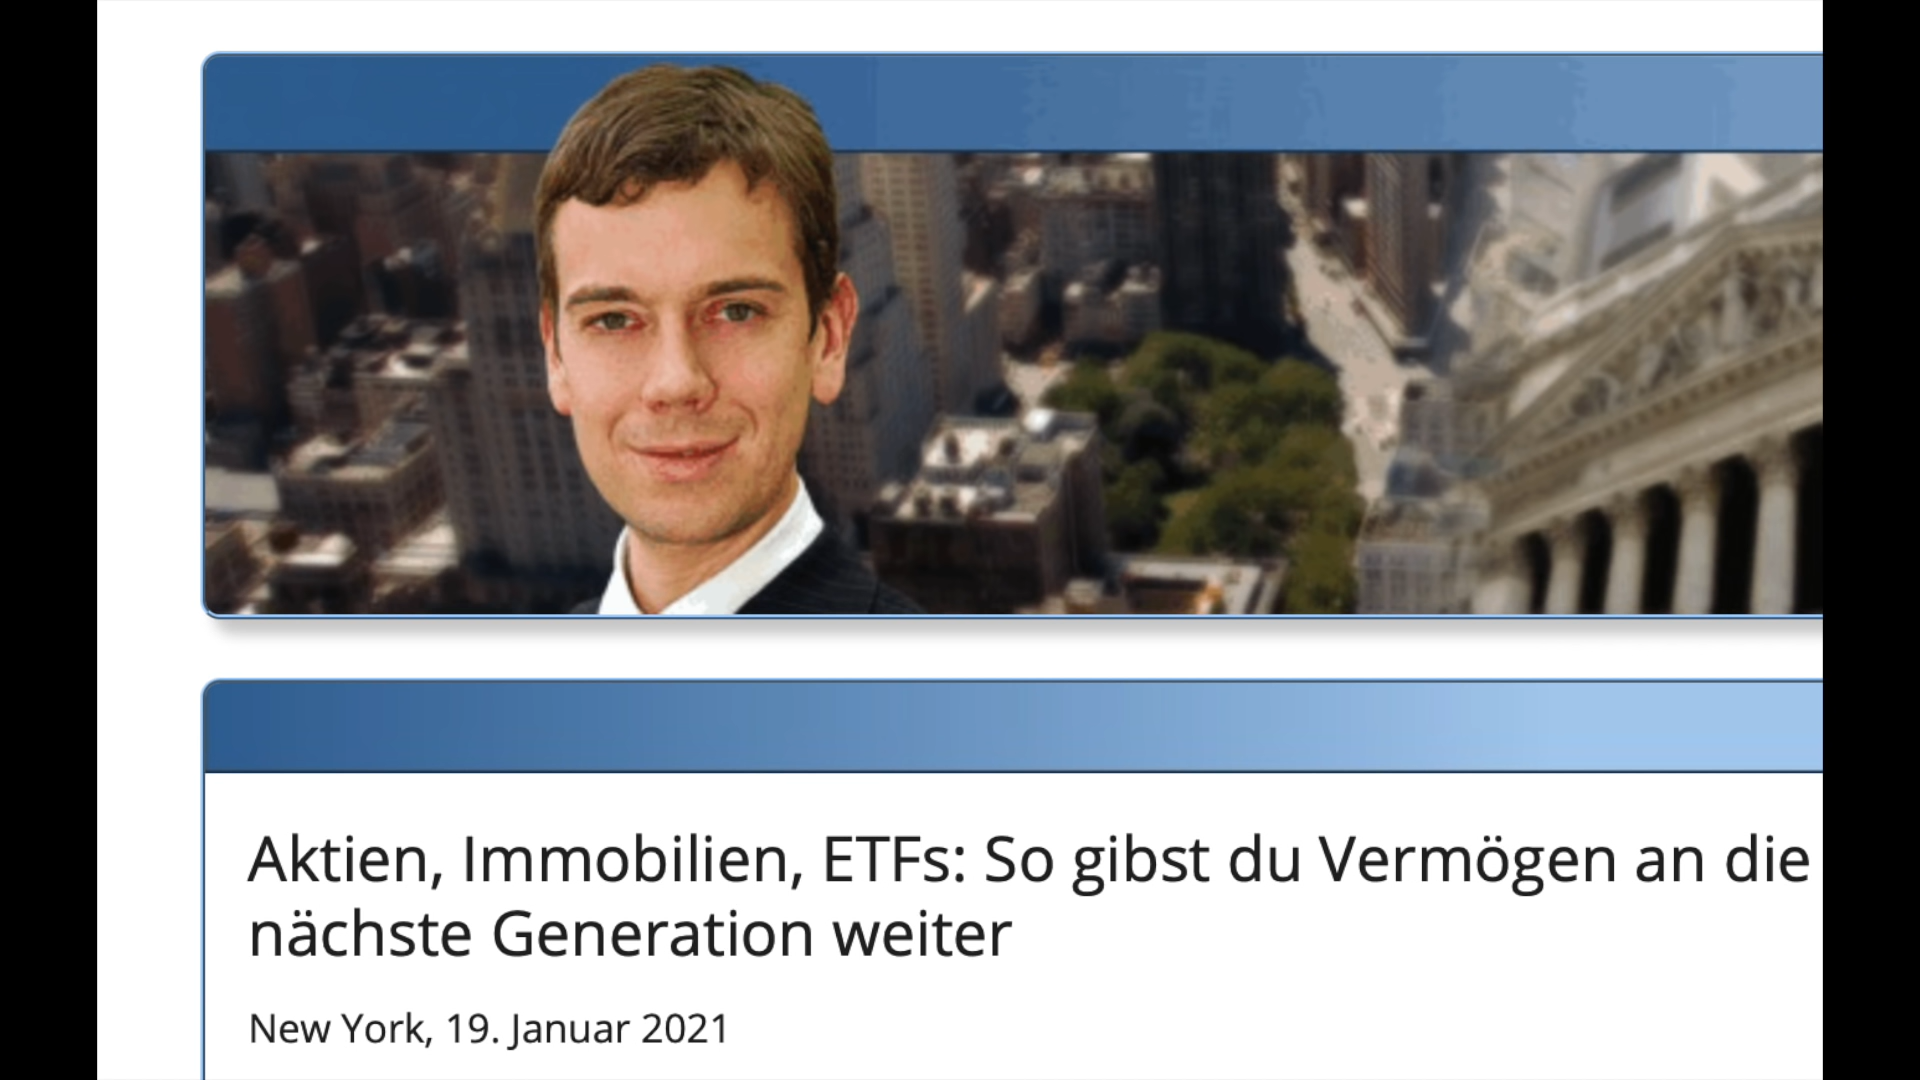 Aktien, Immobilien, ETFs: So gibst du Vermögen an die
nächste Generation weiter
New York, 19. Januar 2021